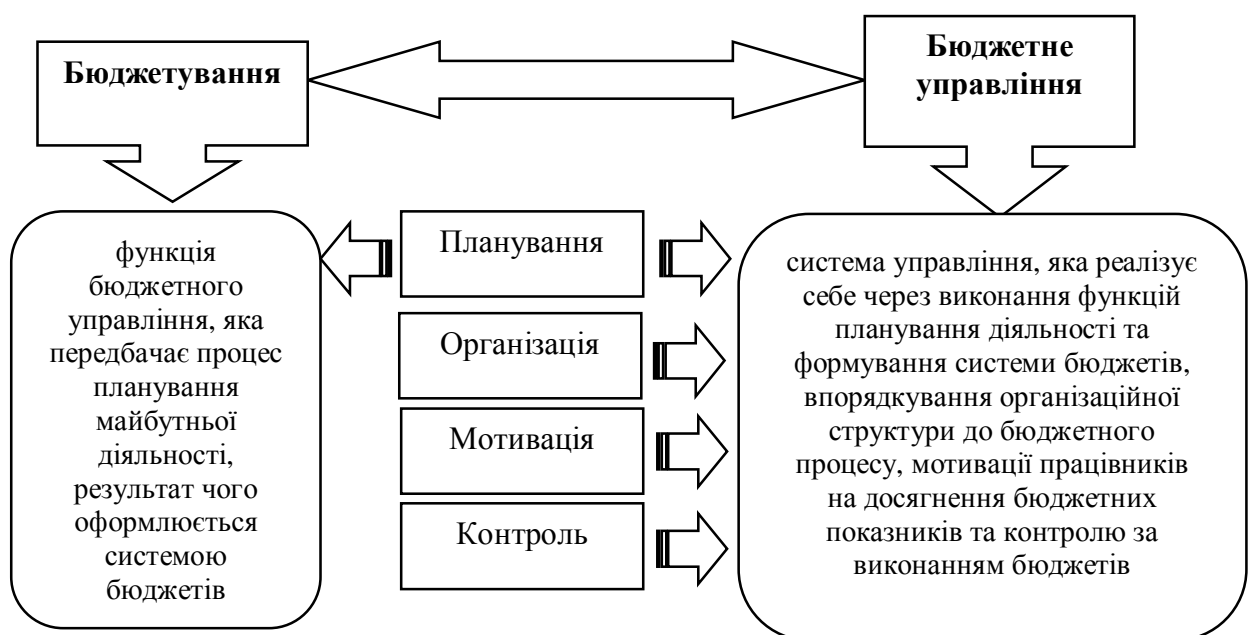 Бюджетування
Бюджетне
управління
функція
бюджетного
управління, яка
передбачає процес
планування
майбутньої
діяльності,
результат чого
оформлюється
системою
бюджетів
Планування
Організація
Мотивація
Контроль
система управління, яка реалізує
себе через виконання функцій
планування діяльності та
формування системи бюджетів,
впорядкування організаційної
структури до бюджетного
процесу, мотивації працівників
на досягнення бюджетних
показників та контролю за
виконанням бюджетів